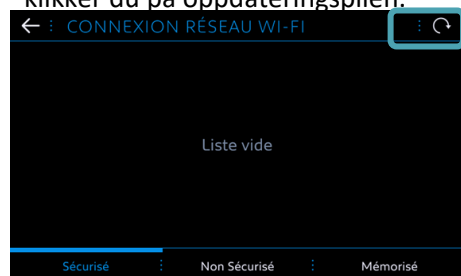 klikker du på oppdateringspilen.
CONNEXION RÉSEAU WI-FI
Liste vide
Sécurisé Non Sécurisé Mémorisé